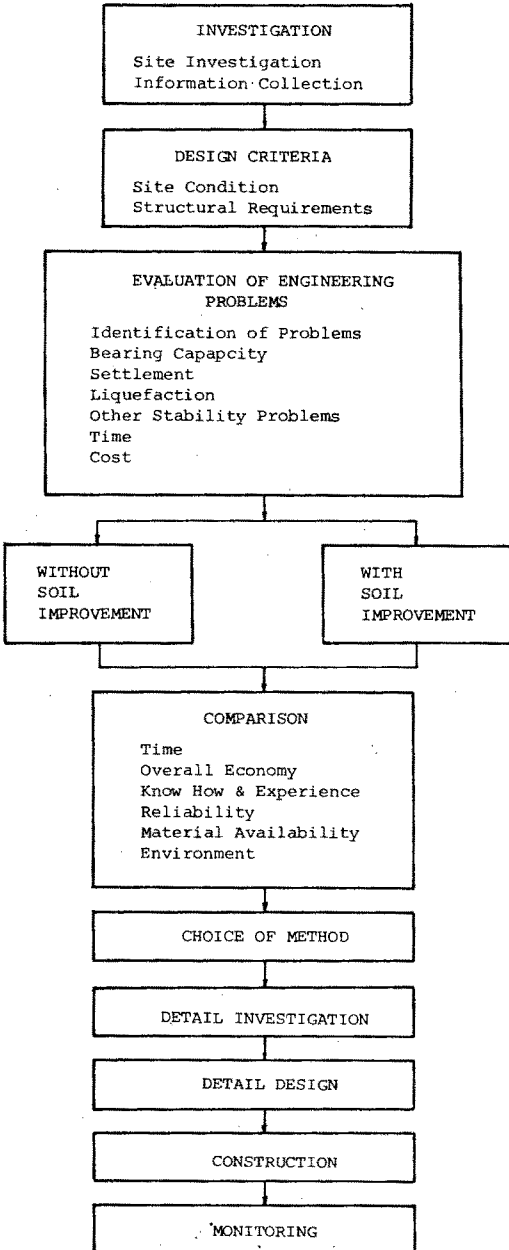 INVESTIGATION
Site Investigation
Information Collection
DESIGN CRITERIA
Site Condition
Structural Requirements
EVALUATION OF ENGINEERING
PROBLEMS
Identification of Problems
Bearing Capapcity
Settlement
Liquefaction
Other Stability Problems
Time
Cost
WITHOUT
SOIL
IMPROVEMENT
WITH
SOIL
IMPROVEMENT
COMPARISON
Time
Overall Economy
Know How & Experience
Reliability
Material Availability
Environment
CHOICE OF METHOD
DETAIL INVESTIGATION
DETAIL DESIGN
CONSTRUCTION
MONITORING